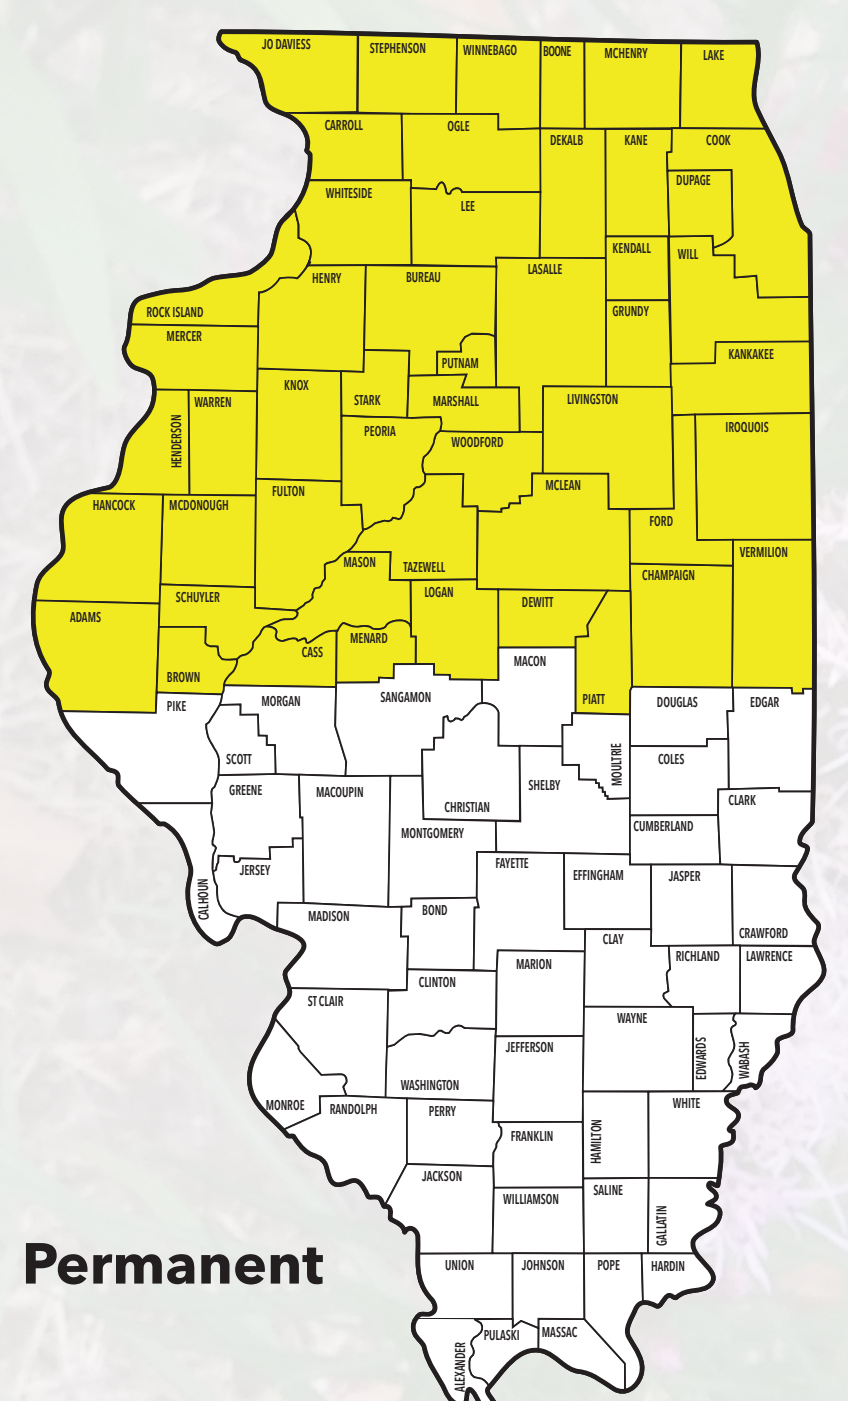 JO DAVIESS
STEPHENSON
WINNEBAGO
BOONE
MCHENRY
LAKE
CARROLL
OGLE
DEKALB
KANE
COOK
DUPAGE
WHITESIDE
LEE
KENDALL
WILL
HENRY
BUREAU
LASALLE
ROCK ISLAND
GRUNDY
MERCER
KANKAKEE
PUTNAM
KNOX
STARK
MARSHALL
LIVINGSTON
WARREN
HENDERSON
PEORIA
WOODFORD
IROQUOIS
FULTON
MCLEAN
HANCOCK
MCDONOUGH
FORD
VERMILION
MASON
TAZEWELL
CHAMPAIGN
LOGAN
SCHUYLER
DEWITT
ADAMS
MENARD
CASS
MACON
BROWN
PIATT
PIKE
MORGAN
SANGAMON
DOUGLAS
EDGAR
SCOTT
MOULTRIE
COLES
SHELBY
GREENE
MACOUPIN
CHRISTIAN
CLARK
CUMBERLAND
MONTGOMERY
FAYETTE
JERSEY
EFFINGHAM
JASPER
CALHOUN
MADISON
BOND
CRAWFORD
CLAY
RICHLAND
LAWRENCE
MARION
CLINTON
ST CLAIR
WAYNE
JEFFERSON
EDWARDS
WABASH
WASHINGTON
MONROE
RANDOLPH
PERRY
WHITE
FRANKLIN
HAMILTON
JACKSON
WILLIAMSON
SALINE
GALLATIN
Permanent
UNION
JOHNSON
POPE
HARDIN
PULASKI
MASSAC
ALEXANDER